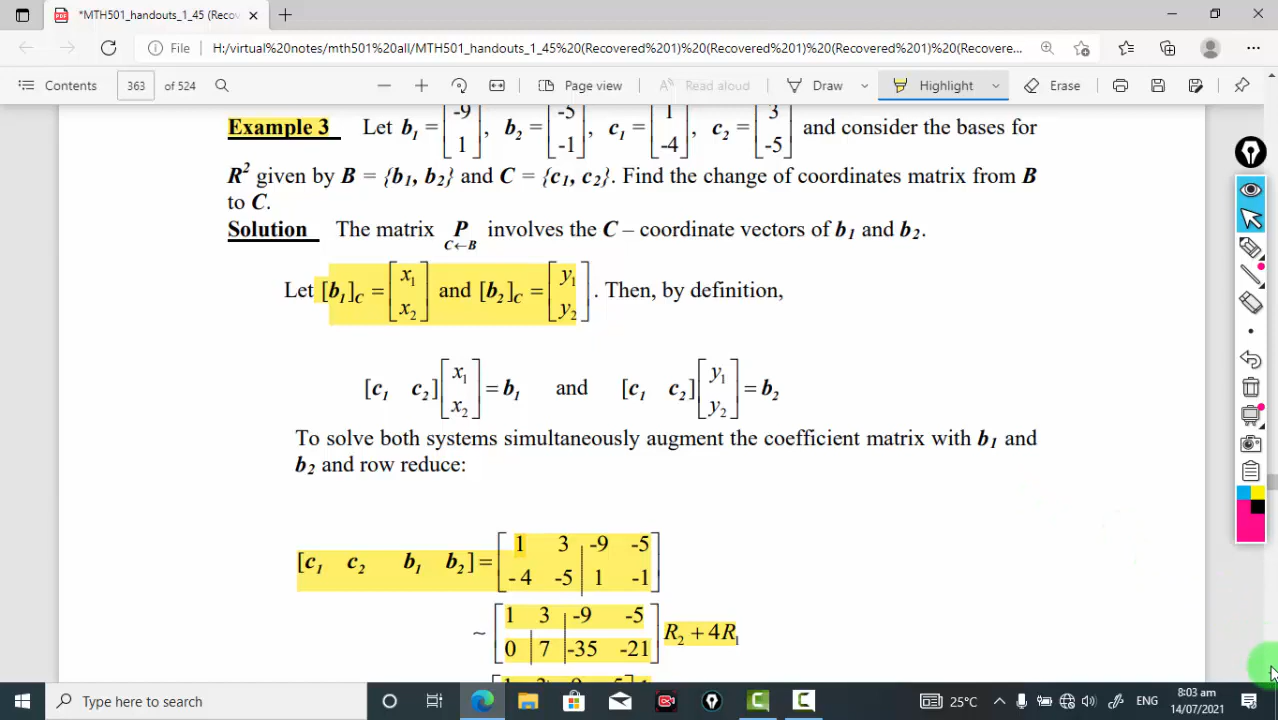 *MTH501_handouts_1_45 (Recov
File
H:/virtual%20notes/mth501%20all/MTH501_handouts_1_45%20(Recovered%201)%20(Recovered%201)%20(Recovered%201)%20(Recovere...
Contents 363 of 524 Page view Read aloud Draw Highlight Erase
Example 3 Let b1 = [-9 1], b2 = [-5 -1], c1 = [1 -4], c2 = [3 -5] and consider the bases for
R2 given by B = {b1, b2} and C = {c1, c2}. Find the change of coordinates matrix from B
to C.
Solution The matrix P C←B involves the C – coordinate vectors of b1 and b2.
Let [b1]C = [x1 x2] and [b2]C = [y1 y2]. Then, by definition,
[c1 c2][x1 x2] = b1 and [c1 c2][y1 y2] = b2
To solve both systems simultaneously augment the coefficient matrix with b1 and
b2 and row reduce:
[c1 c2 b1 b2] = [1 3 -9 -5
-4 -5 1 -1]
~ [1 3 -9 -5
0 7 -35 -21] R2 + 4R1
Type here to search
25°C
ENG
8:03 am
14/07/2021